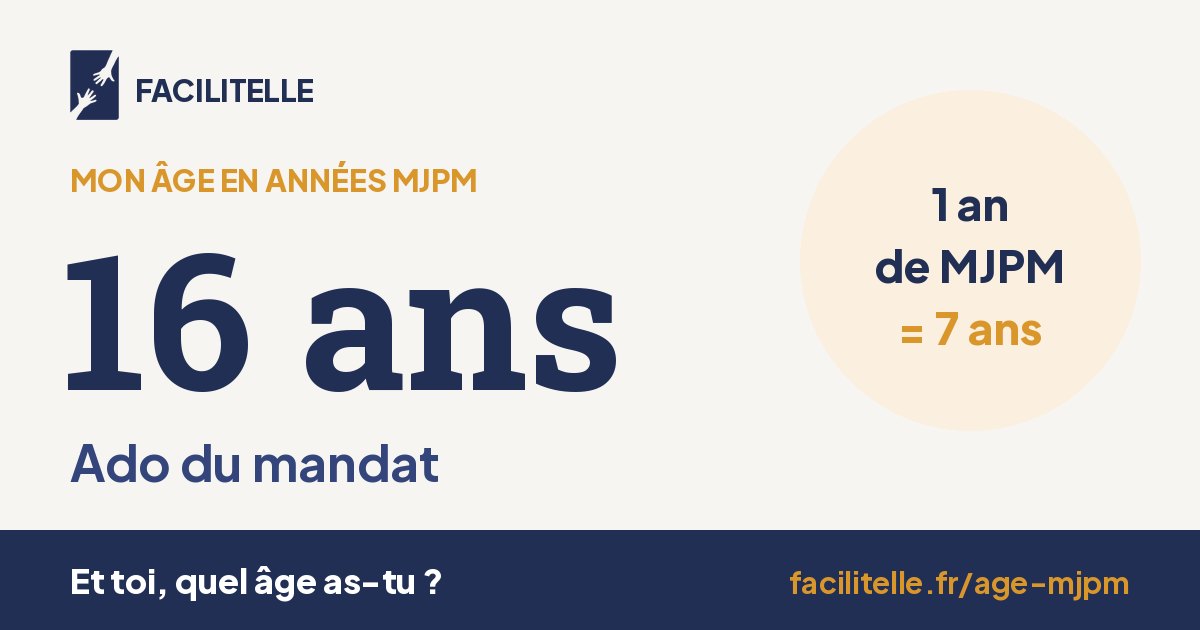 FACILITELLE
MON ÂGE EN ANNÉES MJPM
16 ans
Ado du mandat
1 an
de MJPM
= 7 ans
Et toi, quel âge as-tu ?
facilitelle.fr/age-mjpm